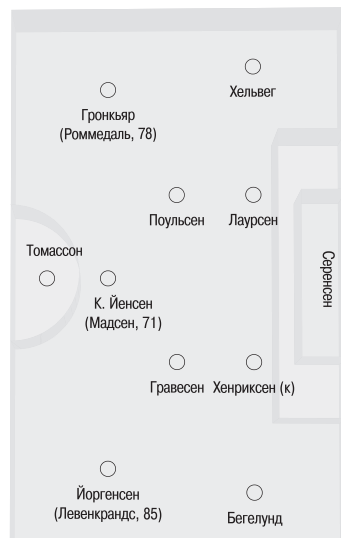 Хельвег
Гронкьяр
(Роммедаль, 78)
Поульсен
Лаурсен
Томассон
Серенсен
К. Йенсен
(Мадсен, 71)
Гравесен
Хенриксен (к)
Йоргенсен
(Левенкрандс, 85)
Бегелунд